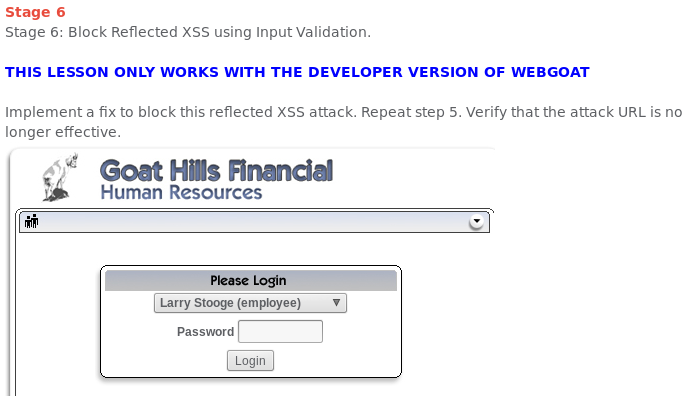 Stage 6
Stage 6: Block Reflected XSS using Input Validation.
THIS LESSON ONLY WORKS WITH THE DEVELOPER VERSION OF WEBGOAT
Implement a fix to block this reflected XSS attack. Repeat step 5. Verify that the attack URL is no
longer effective.
Goat Hills Financial
Human Resources
Please Login
Larry Stooge (employee)
Password
Login